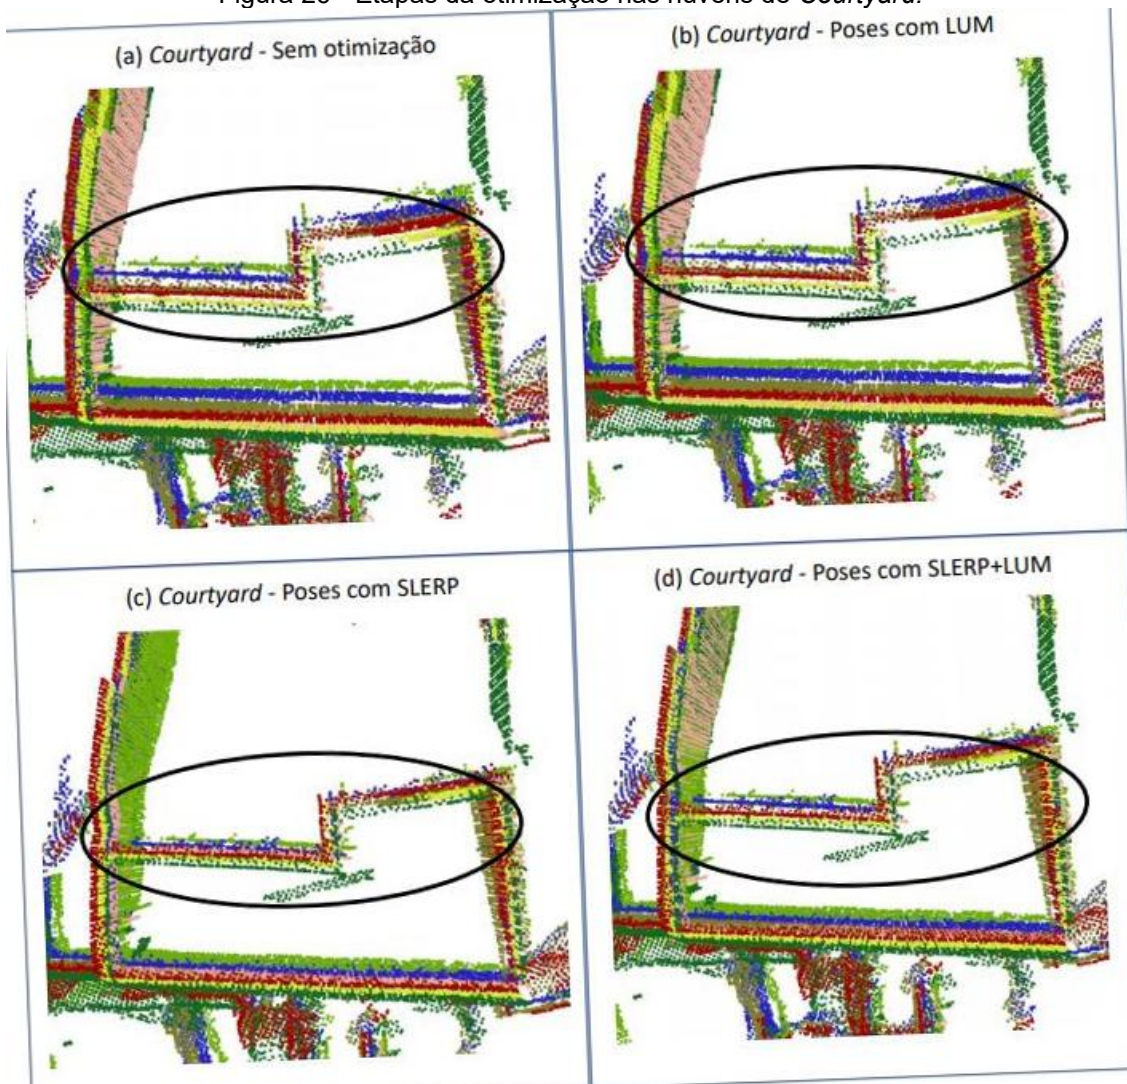 Figura 20 - Etapas da otimização nas nuvens do Courtyard.
(a) Courtyard - Sem otimização
(b) Courtyard - Poses com LUM
(c) Courtyard - Poses com SLERP
(d) Courtyard - Poses com SLERP+LUM